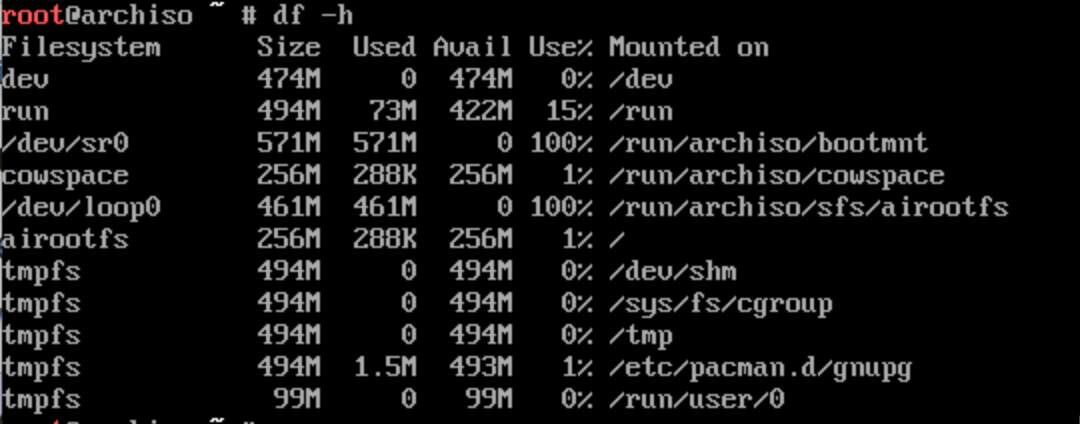 root@archiso ~ # df -h
Filesystem      Size  Used Avail Use% Mounted on
dev             474M     0  474M   0% /dev
run             494M   73M  422M  15% /run
/dev/sr0        571M  571M     0 100% /run/archiso/bootmnt
cowspace        256M  288K  256M   1% /run/archiso/cowspace
/dev/loop0      461M  461M     0 100% /run/archiso/sfs/airootfs
airootfs        256M  288K  256M   1% /
tmpfs           494M     0  494M   0% /dev/shm
tmpfs           494M     0  494M   0% /sys/fs/cgroup
tmpfs           494M     0  494M   0% /tmp
tmpfs           494M  1.5M  493M   1% /etc/pacman.d/gnupg
tmpfs            99M     0   99M   0% /run/user/0